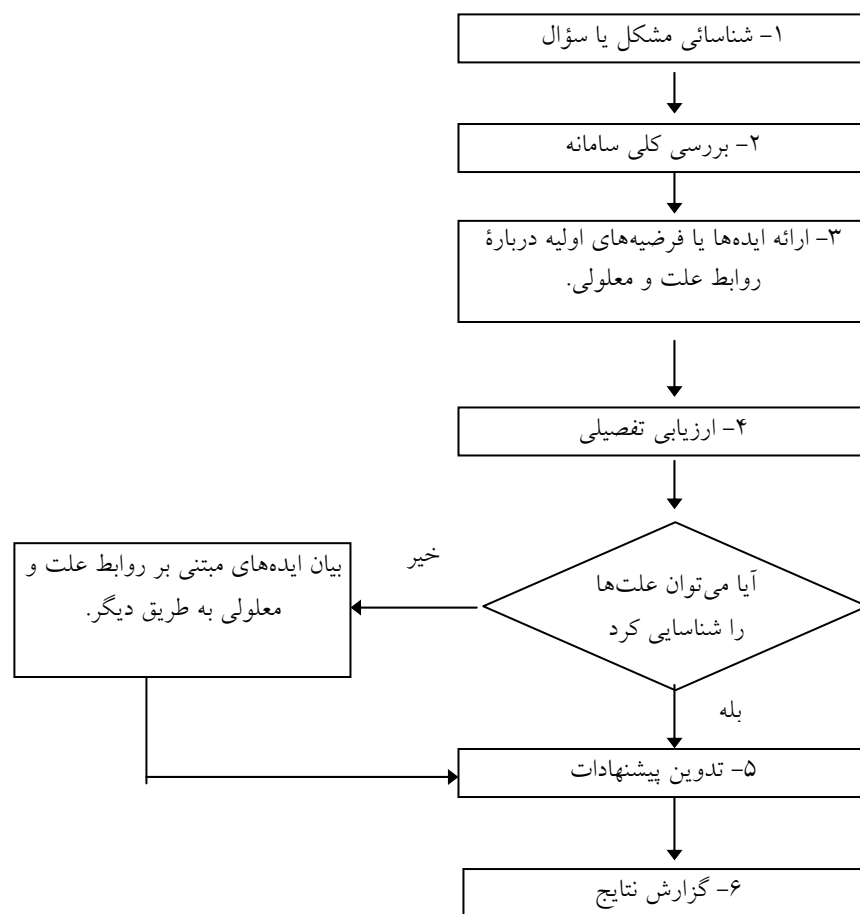 ۱- شناسائی مشکل یا سؤال
۲- بررسی کلی سامانه
۳- ارائه ایده‌ها یا فرضیه‌های اولیه دربارهٔ
روابط علت و معلولی.
۴- ارزیابی تفصیلی
آیا می‌توان علت‌ها
را شناسایی کرد
خیر
بیان ایده‌های مبتنی بر روابط علت و
معلولی به طریق دیگر.
بله
۵- تدوین پیشنهادات
۶- گزارش نتایج